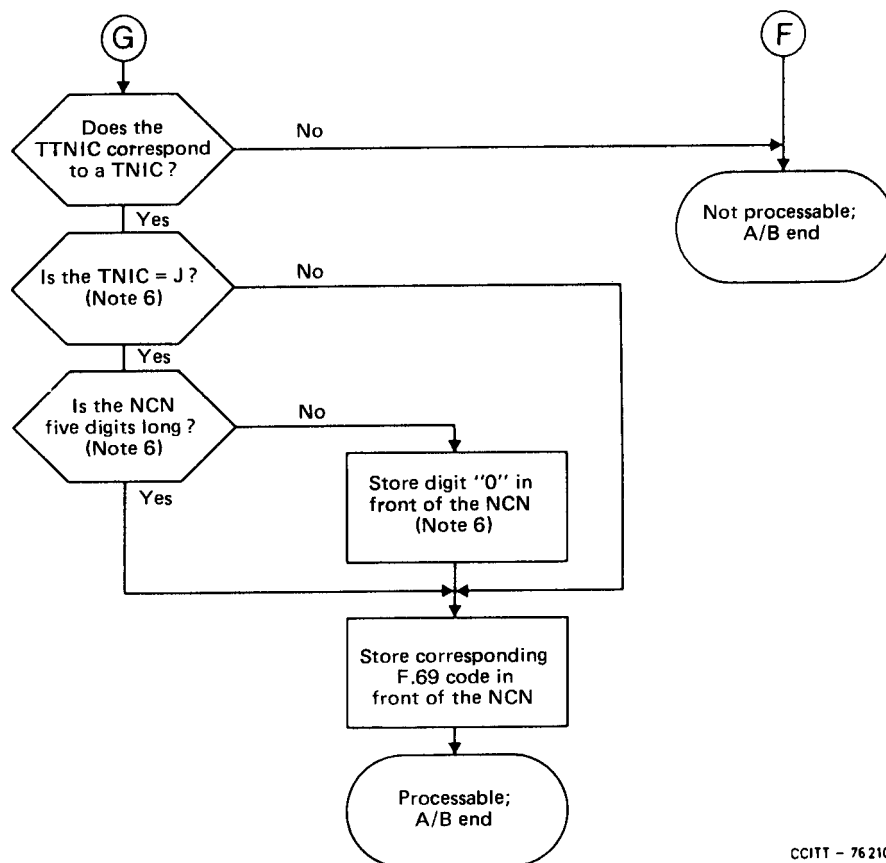 G
F
Does the
TTNIC correspond
to a TNIC?
No
Yes
Not processable;
A/B end
Is the TNIC = J?
(Note 6)
No
Yes
Is the NCN
five digits long?
(Note 6)
No
Yes
Store digit "0" in
front of the NCN
(Note 6)
Store corresponding
F.69 code in
front of the NCN
Processable;
A/B end
CCITT – 76210